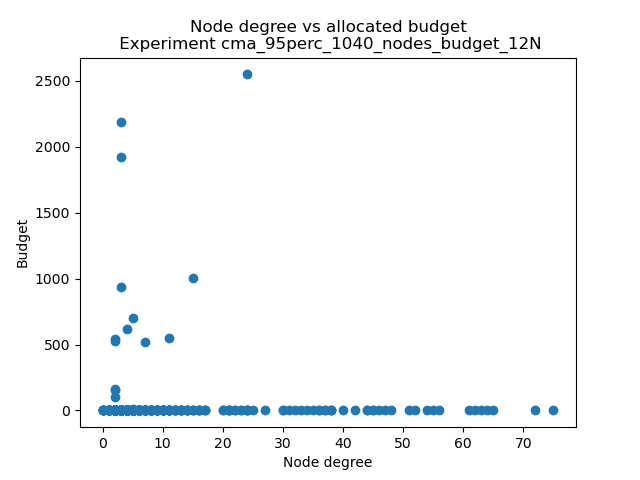 Node degree vs allocated budget
Experiment cma_95perc_1040_nodes_budget_12N
2500
2000
1500
1000
500
0
Budget
0 10 20 30 40 50 60 70
Node degree